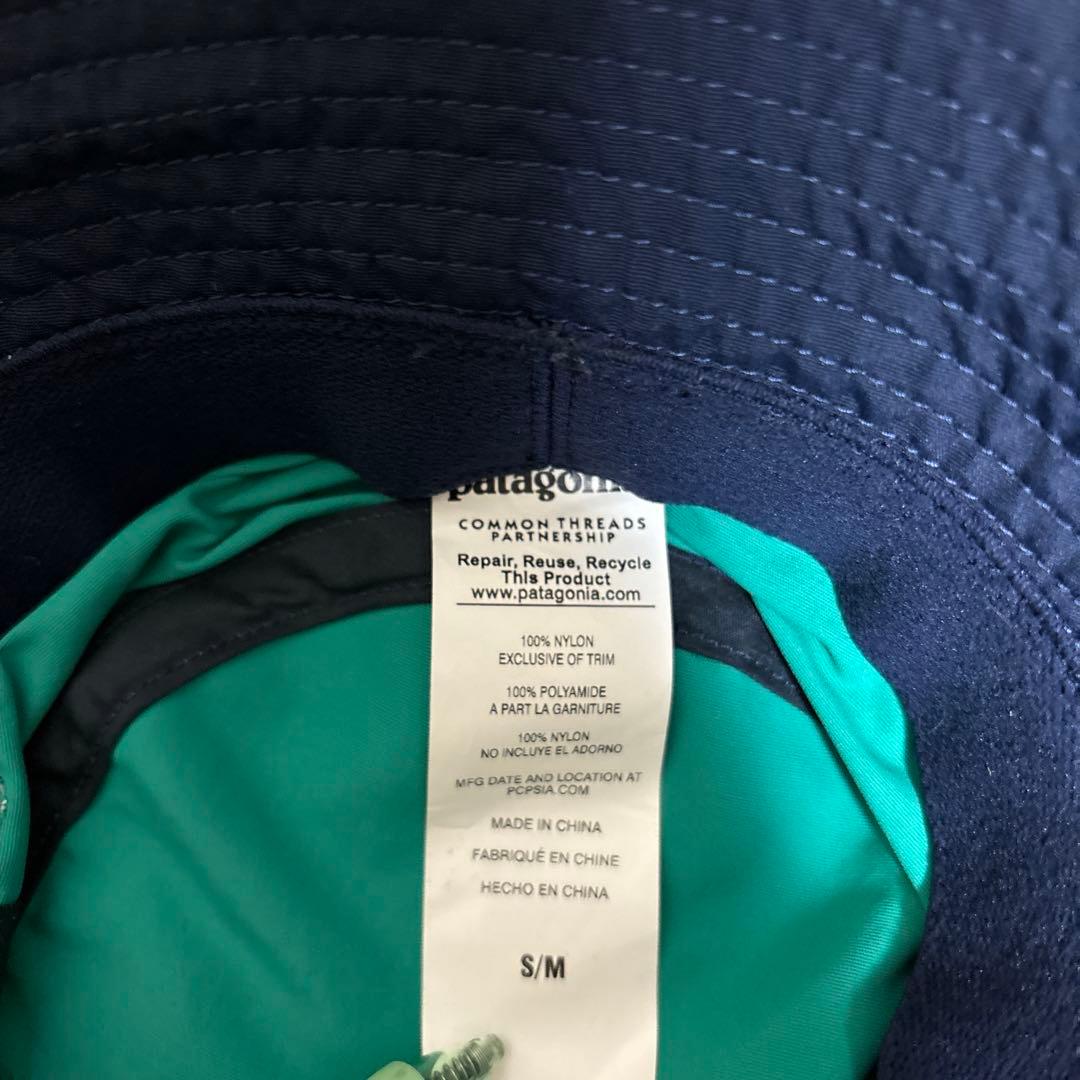 patagonia
COMMON THREADS
PARTNERSHIP
Repair, Reuse, Recycle
This Product
www.patagonia.com
100% NYLON
EXCLUSIVE OF TRIM
100% POLYAMIDE
A PART LA GARNITURE
100% NYLON
NO INCLUYE EL ADORNO
MFG DATE AND LOCATION AT
PCPSIA.COM
MADE IN CHINA
FABRIQUÉ EN CHINE
HECHO EN CHINA
S/M